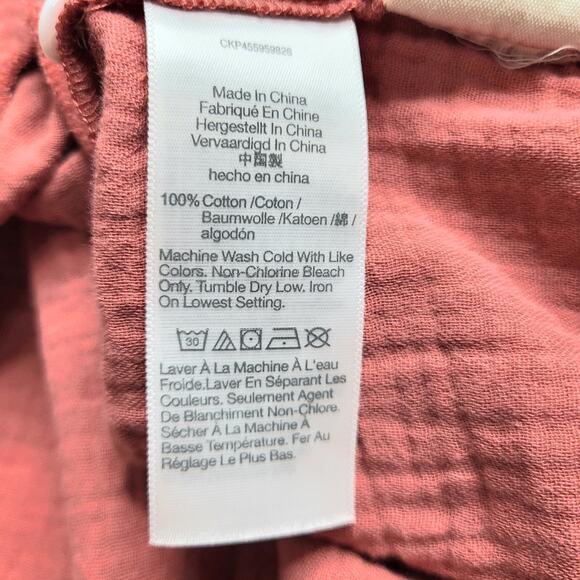 CKP455959826
Made In China
Fabriqué En Chine
Hergestellt In China
Vervaardigd In China
中国製
hecho en china
100% Cotton /Coton /
Baumwolle /Katoen /綿 /
algodón
Machine Wash Cold With Like
Colors. Non-Chlorine Bleach
Only. Tumble Dry Low. Iron
On Lowest Setting.
30
Laver À La Machine À L'eau
Froide.Laver En Séparant Les
Couleurs. Seulement Agent
De Blanchiment Non-Chlore.
Sécher À La Machine À
Basse Température. Fer Au
Réglage Le Plus Bas.